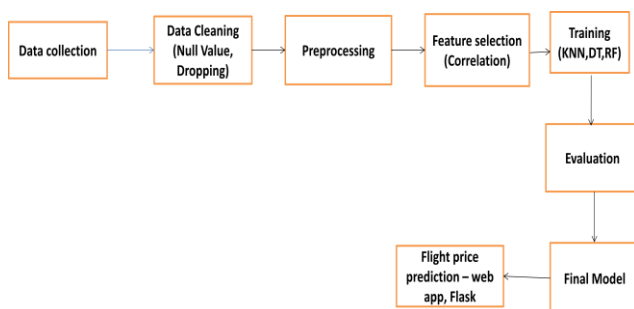 Data collection
Data Cleaning
(Null Value,
Dropping)
Preprocessing
Feature selection
(Correlation)
Training
(KNN,DT,RF)
Evaluation
Final Model
Flight price
prediction – web
app, Flask